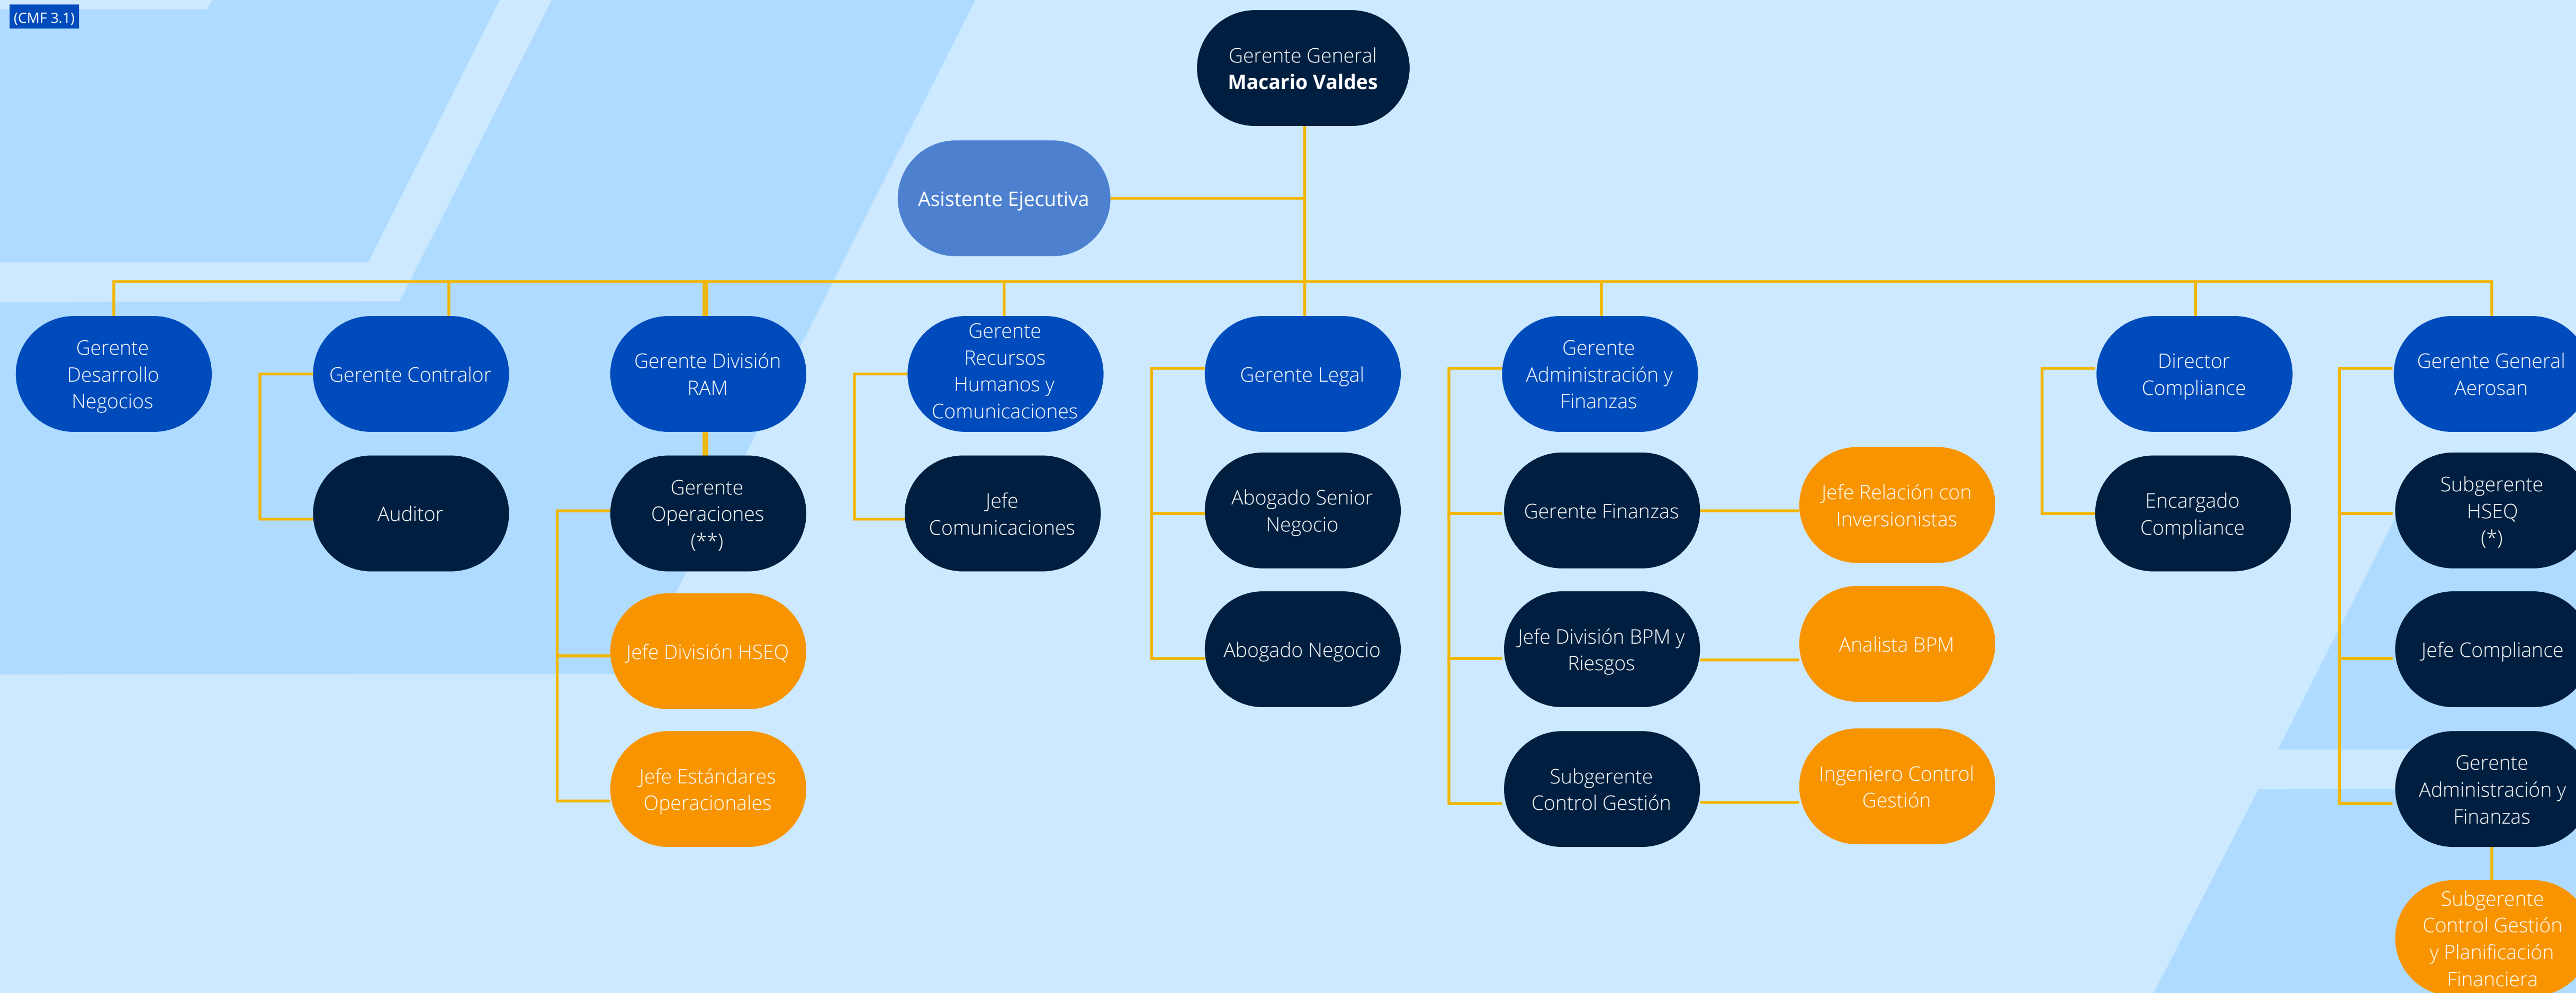 (CMF 3.1)
Gerente General
Macario Valdes
Asistente Ejecutiva
Gerente
Desarrollo
Negocios
Gerente Contralor
Auditor
Gerente División
RAM
Gerente
Operaciones
(**)
Jefe División HSEQ
Jefe Estándares
Operacionales
Gerente
Recursos
Humanos y
Comunicaciones
Jefe
Comunicaciones
Gerente Legal
Abogado Senior
Negocio
Abogado Negocio
Gerente
Administración y
Finanzas
Gerente Finanzas
Jefe Relación con
Inversionistas
Jefe División BPM y
Riesgos
Analista BPM
Subgerente
Control Gestión
Ingeniero Control
Gestión
Director
Compliance
Encargado
Compliance
Gerente General
Aerosan
Subgerente
HSEQ
(*)
Jefe Compliance
Gerente
Administración y
Finanzas
Subgerente
Control Gestión
y Planificación
Financiera